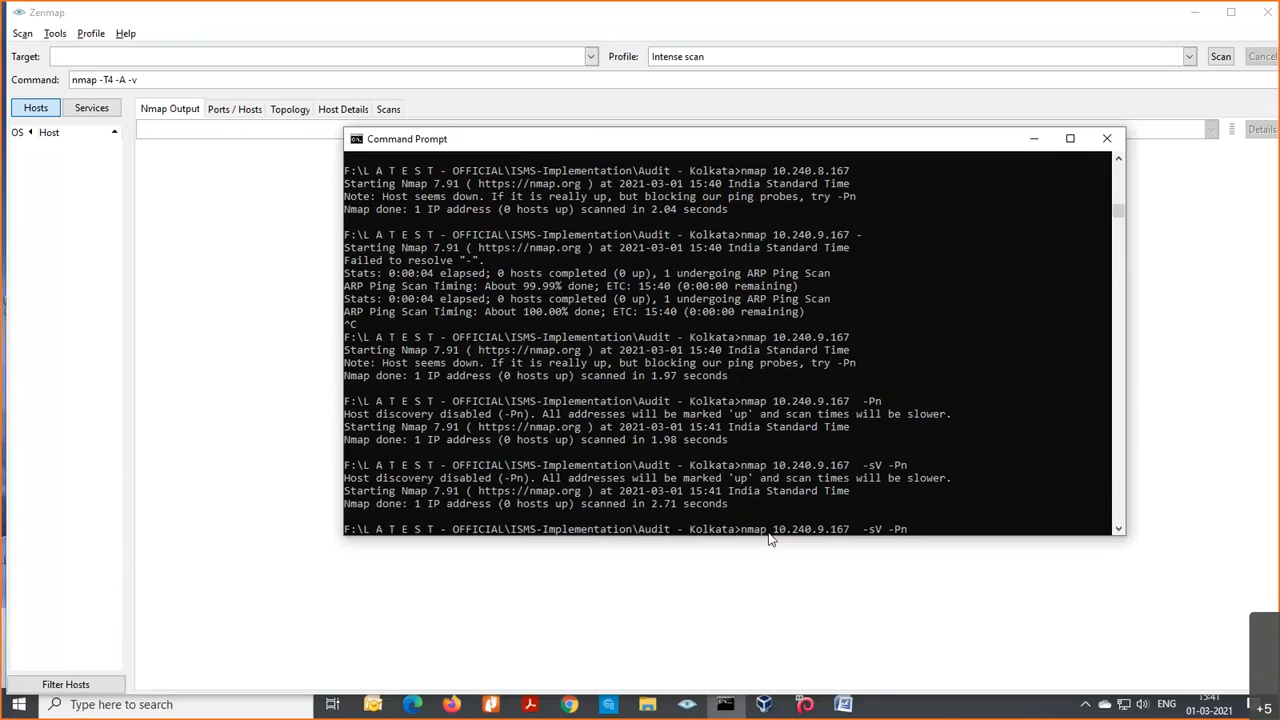 Zenmap
Scan Tools Profile Help
Target: Profile: Intense scan Scan Cancel
Command: nmap -T4 -A -v
Hosts Services Nmap Output Ports / Hosts Topology Host Details Scans
OS Host Details
Command Prompt
F:\L A T E S T - OFFICIAL\ISMS-Implementation\Audit - Kolkata>nmap 10.240.8.167
Starting Nmap 7.91 ( https://nmap.org ) at 2021-03-01 15:40 India Standard Time
Note: Host seems down. If it is really up, but blocking our ping probes, try -Pn
Nmap done: 1 IP address (0 hosts up) scanned in 2.04 seconds
F:\L A T E S T - OFFICIAL\ISMS-Implementation\Audit - Kolkata>nmap 10.240.9.167 -
Starting Nmap 7.91 ( https://nmap.org ) at 2021-03-01 15:40 India Standard Time
Failed to resolve "-".
Stats: 0:00:04 elapsed; 0 hosts completed (0 up), 1 undergoing ARP Ping Scan
ARP Ping Scan Timing: About 99.99% done; ETC: 15:40 (0:00:00 remaining)
Stats: 0:00:04 elapsed; 0 hosts completed (0 up), 1 undergoing ARP Ping Scan
ARP Ping Scan Timing: About 100.00% done; ETC: 15:40 (0:00:00 remaining)
^C
F:\L A T E S T - OFFICIAL\ISMS-Implementation\Audit - Kolkata>nmap 10.240.9.167
Starting Nmap 7.91 ( https://nmap.org ) at 2021-03-01 15:40 India Standard Time
Note: Host seems down. If it is really up, but blocking our ping probes, try -Pn
Nmap done: 1 IP address (0 hosts up) scanned in 1.97 seconds
F:\L A T E S T - OFFICIAL\ISMS-Implementation\Audit - Kolkata>nmap 10.240.9.167  -Pn
Host discovery disabled (-Pn). All addresses will be marked 'up' and scan times will be slower.
Starting Nmap 7.91 ( https://nmap.org ) at 2021-03-01 15:41 India Standard Time
Nmap done: 1 IP address (0 hosts up) scanned in 1.98 seconds
F:\L A T E S T - OFFICIAL\ISMS-Implementation\Audit - Kolkata>nmap 10.240.9.167  -sV -Pn
Host discovery disabled (-Pn). All addresses will be marked 'up' and scan times will be slower.
Starting Nmap 7.91 ( https://nmap.org ) at 2021-03-01 15:41 India Standard Time
Nmap done: 1 IP address (0 hosts up) scanned in 2.71 seconds
F:\L A T E S T - OFFICIAL\ISMS-Implementation\Audit - Kolkata>nmap 10.240.9.167  -sV -Pn
Filter Hosts
Type here to search ENG 15:41
01-03-2021 +5